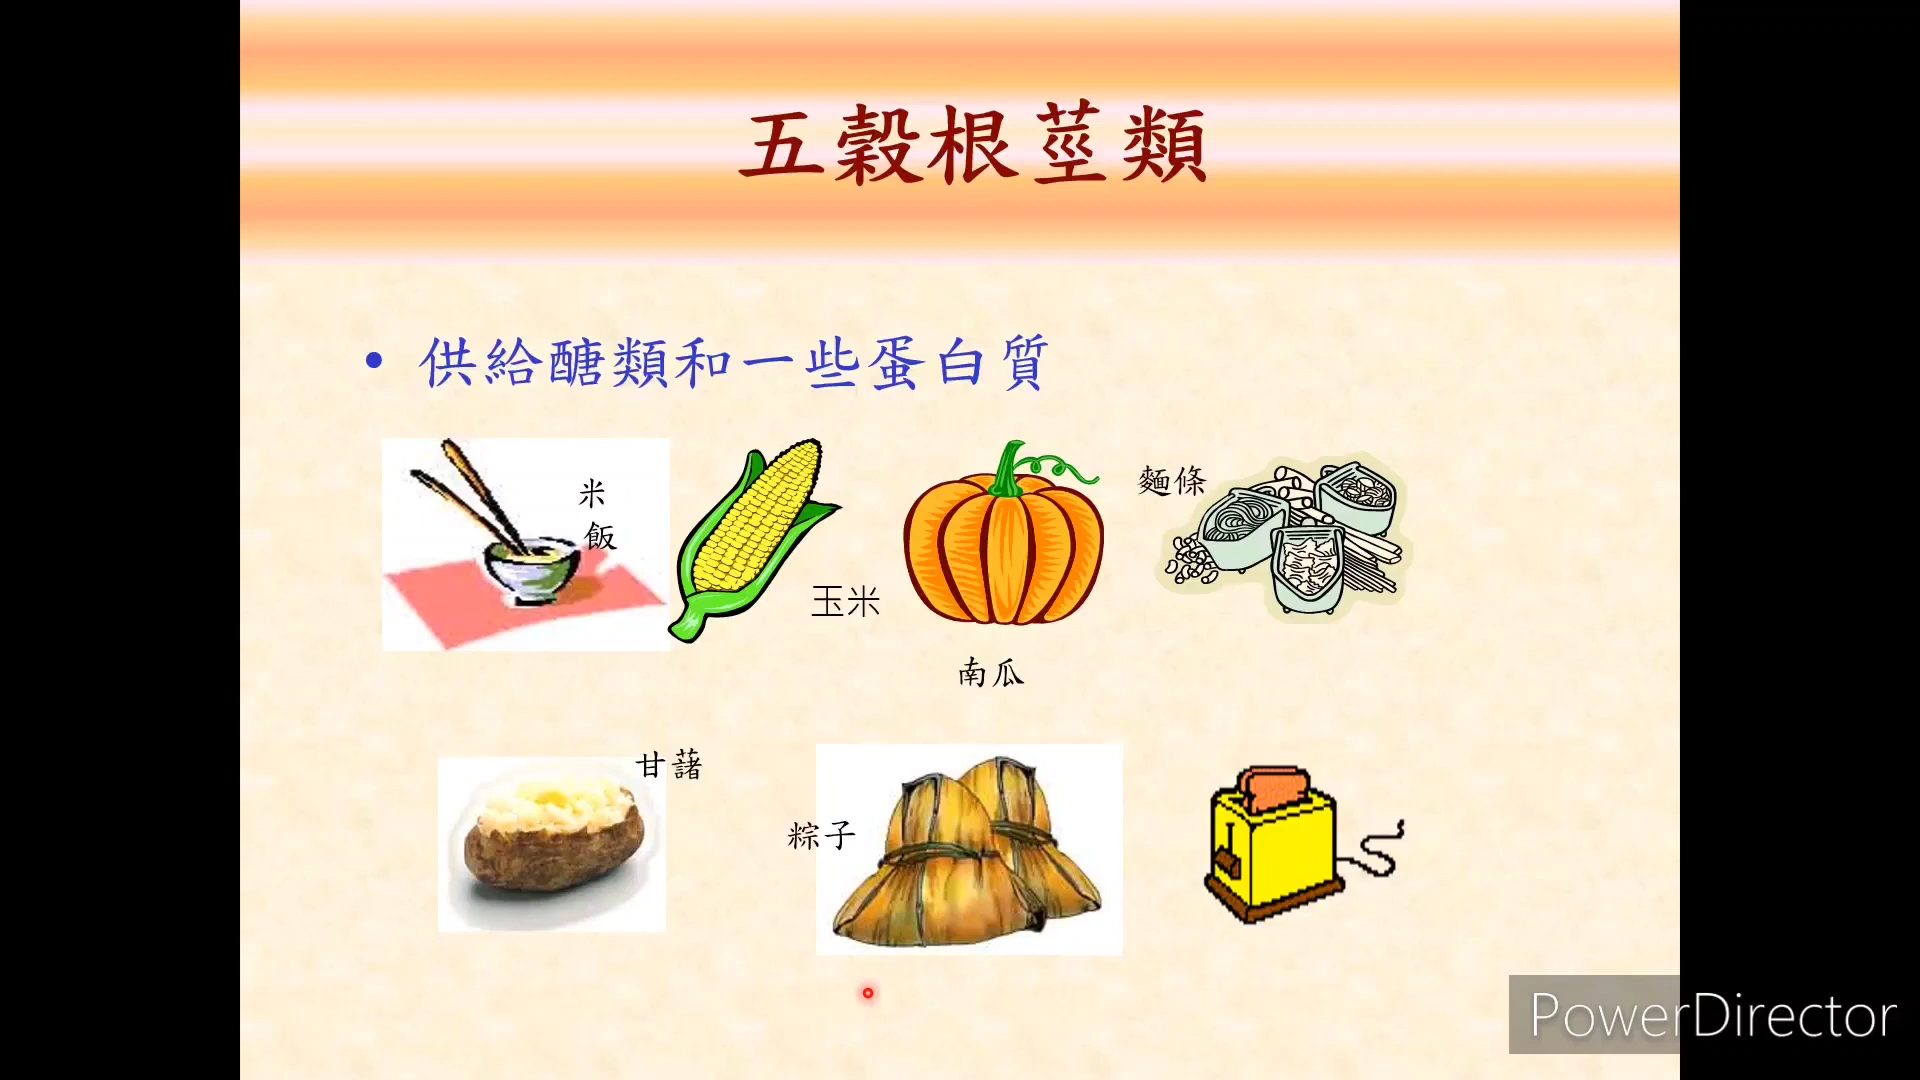 五穀根莖類
• 供給醣類和一些蛋白質
米
飯
玉米
南瓜
麵條
甘藷
粽子
PowerDirector